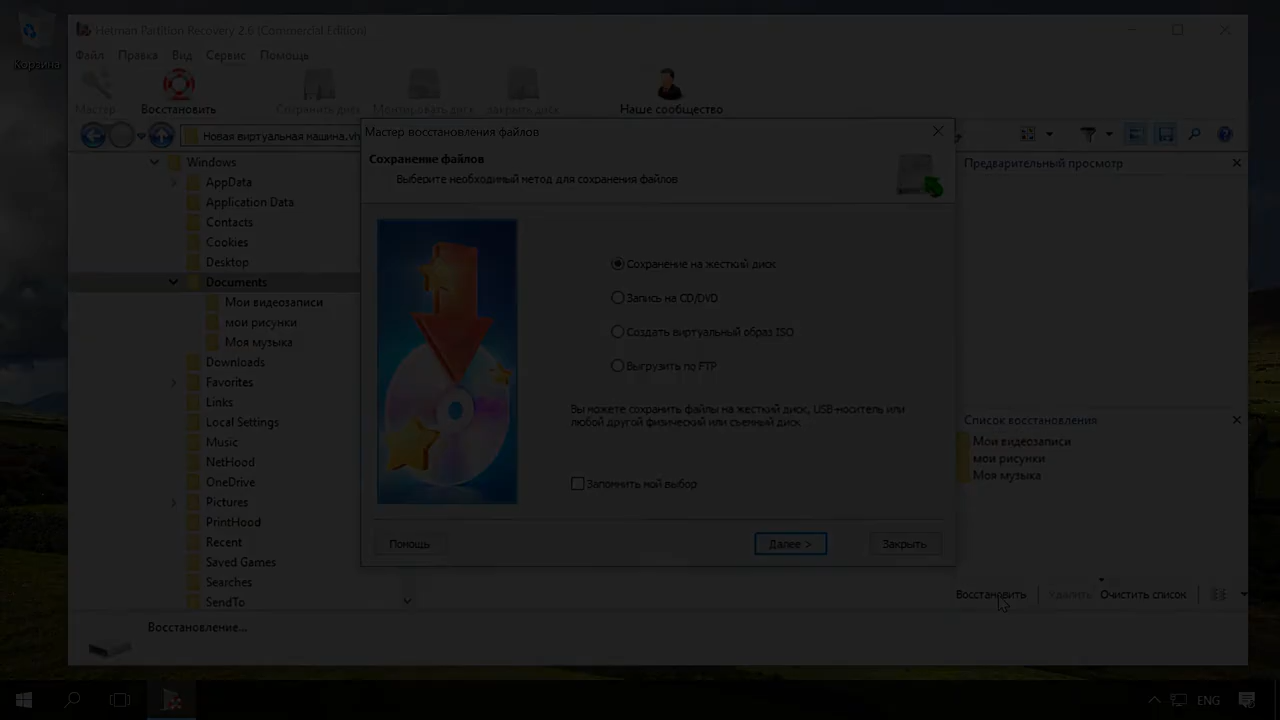 Корзина
Hetman Partition Recovery 2.6 (Commercial Edition)
Файл Правка Вид Сервис Помощь
Мастер Восстановить Сохранить диск Монтировать диск закрыть диск Наше сообщество
Новая виртуальная машина.vh
Windows
AppData
Application Data
Contacts
Cookies
Desktop
Documents
Мои видеозаписи
мои рисунки
Моя музыка
Downloads
Favorites
Links
Local Settings
Music
NetHood
OneDrive
Pictures
PrintHood
Recent
Saved Games
Searches
SendTo
Мастер восстановления файлов
Сохранение файлов
Выберите необходимый метод для сохранения файлов
Сохранение на жесткий диск
Запись на CD/DVD
Создать виртуальный образ ISO
Выгрузить по FTP
Вы можете сохранить файлы на жесткий диск, USB-носитель или
любой другой физический или съемный диск
Запомнить мой выбор
Помощь Далее > Закрыть
Предварительный просмотр
Список восстановления
Мои видеозаписи
мои рисунки
Моя музыка
Восстановить Удалить Очистить список
Восстановление...
ENG